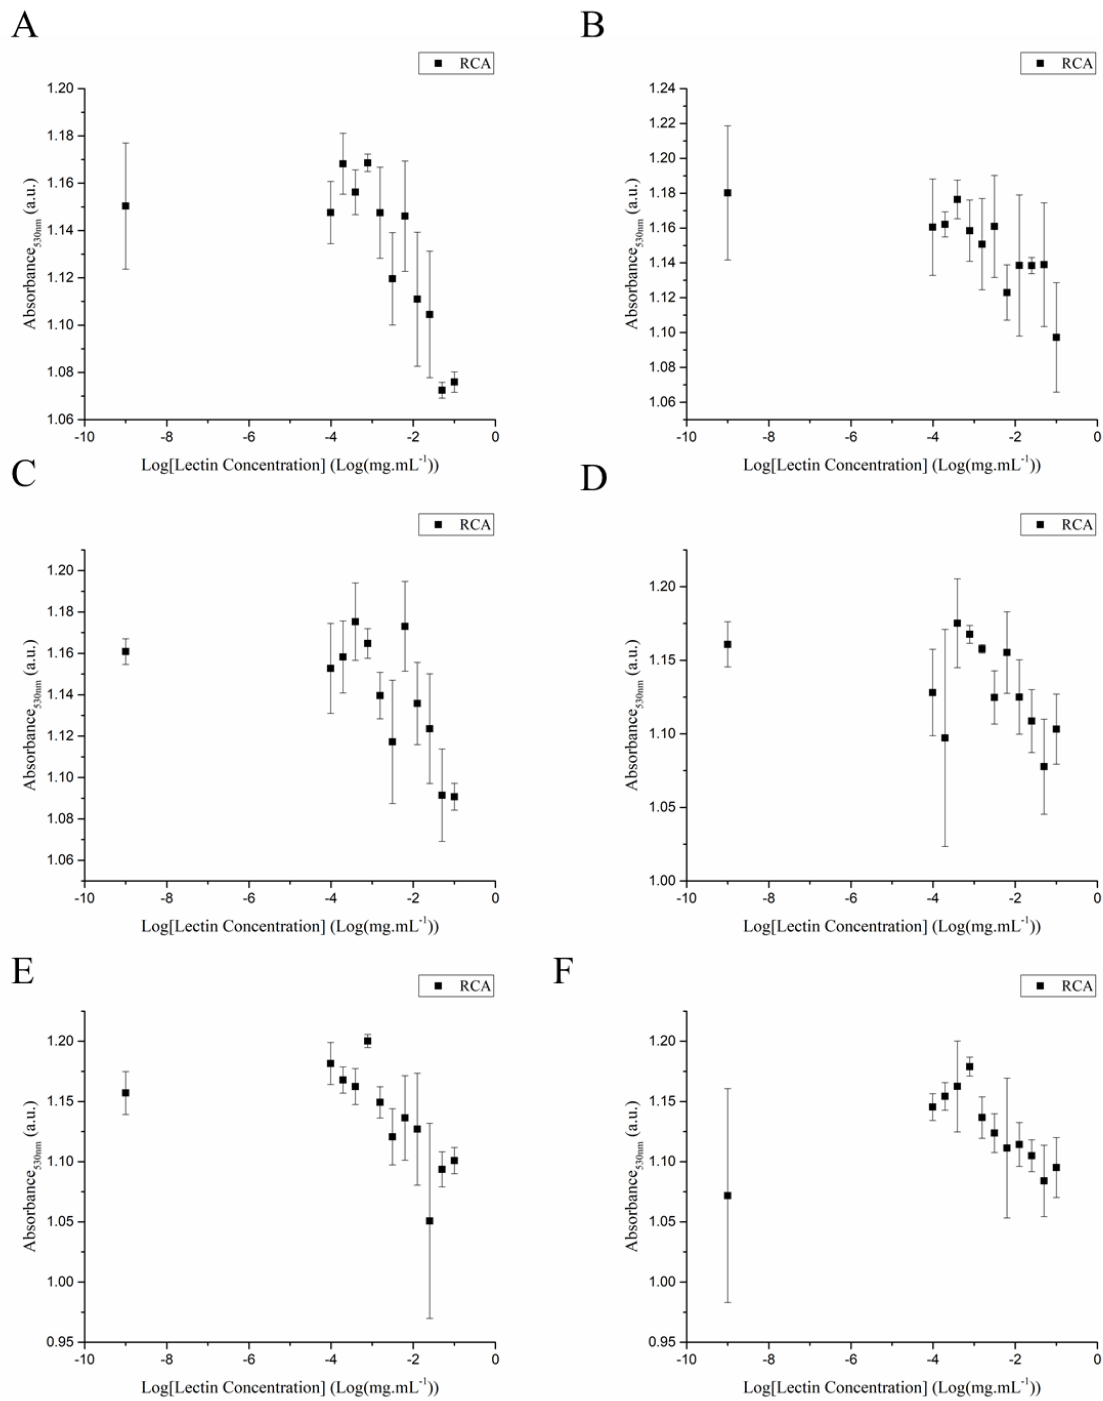 A
RCA
1.20
1.18
1.16
1.14
1.12
1.10
1.08
1.06
Absorbance530nm (a.u.)
-10 -8 -6 -4 -2 0
Log[Lectin Concentration] (Log(mg.mL-1))
B
RCA
1.24
1.22
1.20
1.18
1.16
1.14
1.12
1.10
1.08
1.06
Absorbance530nm (a.u.)
-10 -8 -6 -4 -2 0
Log[Lectin Concentration] (Log(mg.mL-1))
C
RCA
1.20
1.18
1.16
1.14
1.12
1.10
1.08
1.06
Absorbance530nm (a.u.)
-10 -8 -6 -4 -2 0
Log[Lectin Concentration] (Log(mg.mL-1))
D
RCA
1.20
1.15
1.10
1.05
1.00
Absorbance530nm (a.u.)
-10 -8 -6 -4 -2 0
Log[Lectin Concentration] (Log(mg.mL-1))
E
RCA
1.20
1.15
1.10
1.05
1.00
0.95
Absorbance530nm (a.u.)
-10 -8 -6 -4 -2 0
Log[Lectin Concentration] (Log(mg.mL-1))
F
RCA
1.20
1.15
1.10
1.05
1.00
0.95
Absorbance530nm (a.u.)
-10 -8 -6 -4 -2 0
Log[Lectin Concentration] (Log(mg.mL-1))